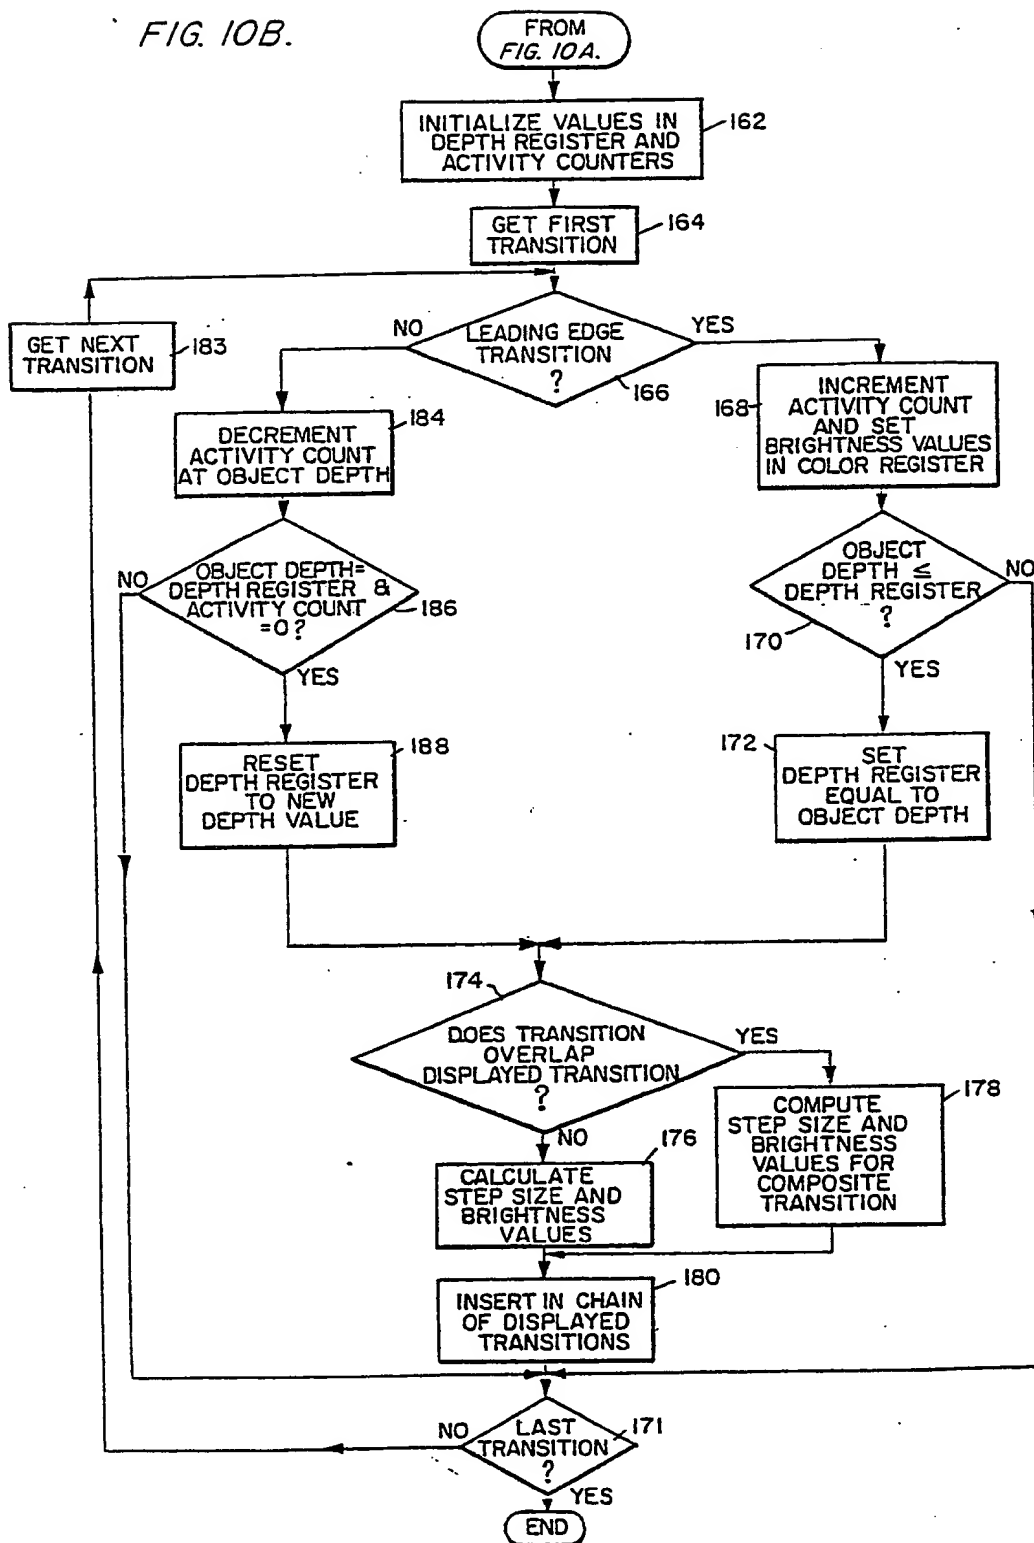 FIG. 10B.
FROM
FIG. 10A.
INITIALIZE VALUES IN
DEPTH REGISTER AND
ACTIVITY COUNTERS
162
GET FIRST
TRANSITION
164
GET NEXT
TRANSITION
183
NO
LEADING EDGE
TRANSITION
?
YES
166
DECREMENT
ACTIVITY COUNT
AT OBJECT DEPTH
184
168
INCREMENT
ACTIVITY COUNT
AND SET
BRIGHTNESS VALUES
IN COLOR REGISTER
NO
OBJECT DEPTH=
DEPTH REGISTER &
ACTIVITY COUNT
=0?
186
YES
OBJECT
DEPTH ≤
DEPTH REGISTER
?
NO
170
YES
RESET
DEPTH REGISTER
TO NEW
DEPTH VALUE
188
172
SET
DEPTH REGISTER
EQUAL TO
OBJECT DEPTH
174
DOES TRANSITION
OVERLAP
DISPLAYED TRANSITION
?
YES
NO
176
CALCULATE
STEP SIZE AND
BRIGHTNESS
VALUES
178
COMPUTE
STEP SIZE AND
BRIGHTNESS
VALUES FOR
COMPOSITE
TRANSITION
180
INSERT IN CHAIN
OF DISPLAYED
TRANSITIONS
NO
LAST
TRANSITION
?
171
YES
END